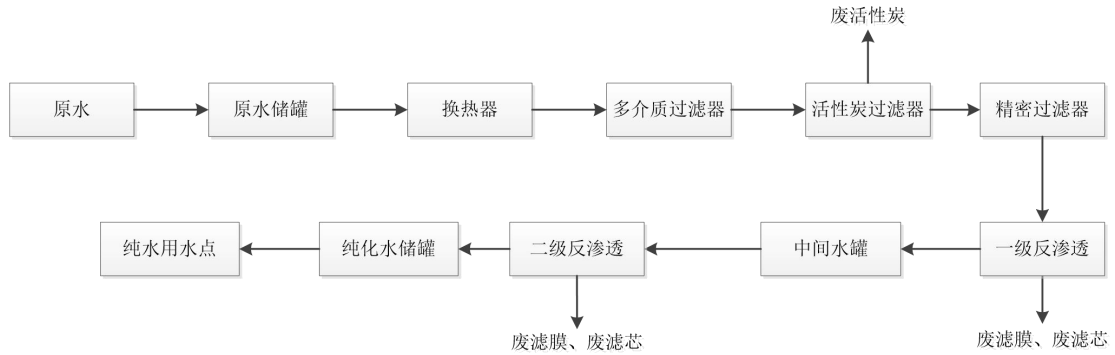 废活性炭
原水
原水储罐
换热器
多介质过滤器
活性炭过滤器
精密过滤器
纯水用水点
纯化水储罐
二级反渗透
中间水罐
一级反渗透
废滤膜、废滤芯
废滤膜、废滤芯